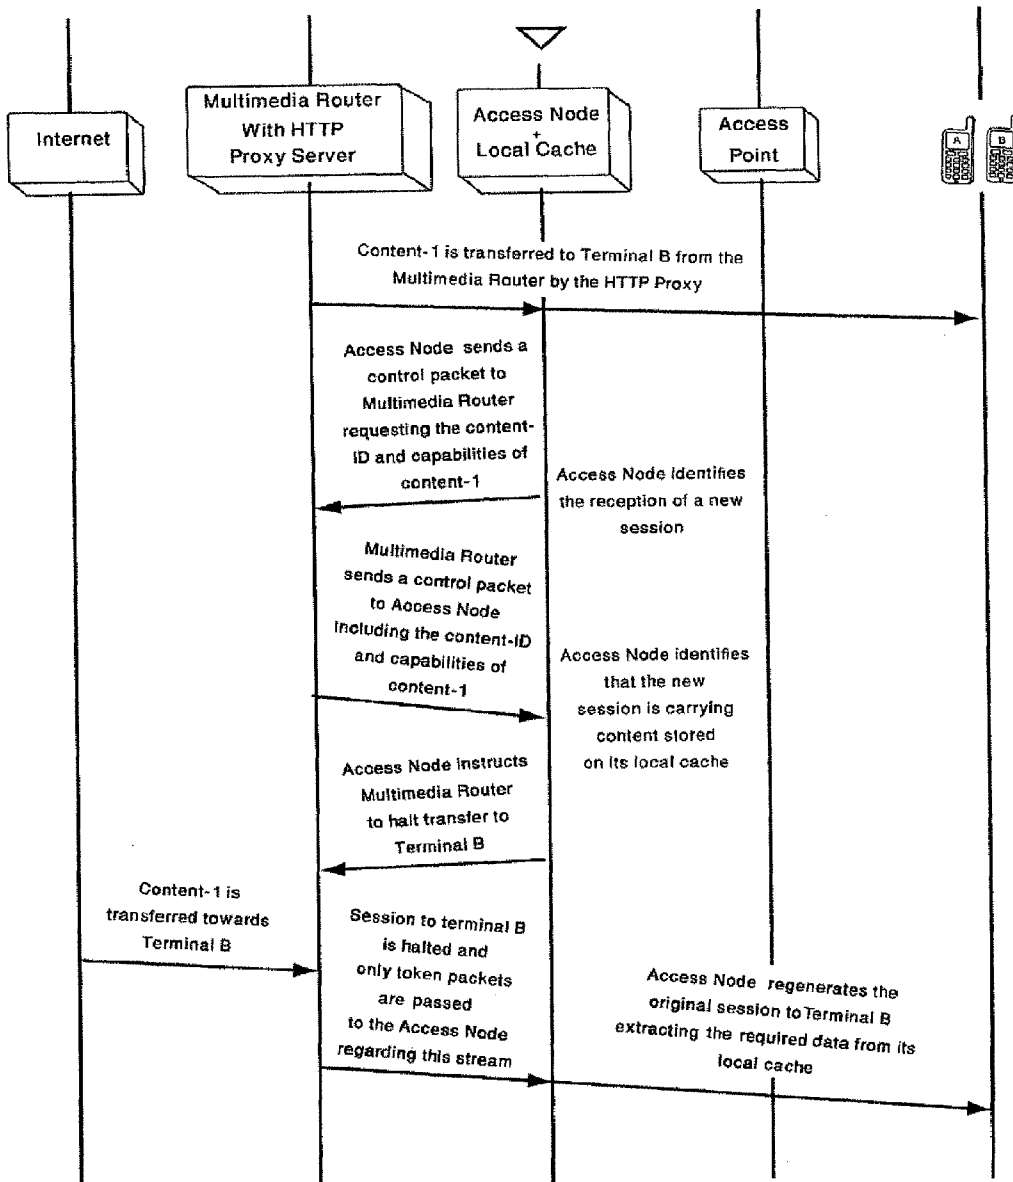 Internet
Multimedia Router
With HTTP
Proxy Server
Access Node
+
Local Cache
Access
Point
A
B
Content-1 is transferred to Terminal B from the
Multimedia Router by the HTTP Proxy
Access Node sends a
control packet to
Multimedia Router
requesting the content-
ID and capabilities of
content-1
Access Node identifies
the reception of a new
session
Multimedia Router
sends a control packet
to Access Node
including the content-ID
and capabilities of
content-1
Access Node identifies
that the new
session is carrying
content stored
on its local cache
Access Node instructs
Multimedia Router
to halt transfer to
Terminal B
Content-1 is
transferred towards
Terminal B
Session to terminal B
is halted and
only token packets
are passed
to the Access Node
regarding this stream
Access Node regenerates the
original session to Terminal B
extracting the required data from its
local cache